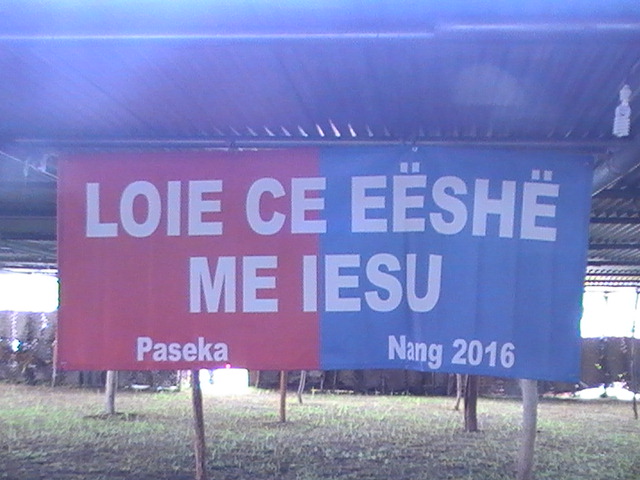 LOIE CE EËSHË
ME IESU
Paseka Nang 2016